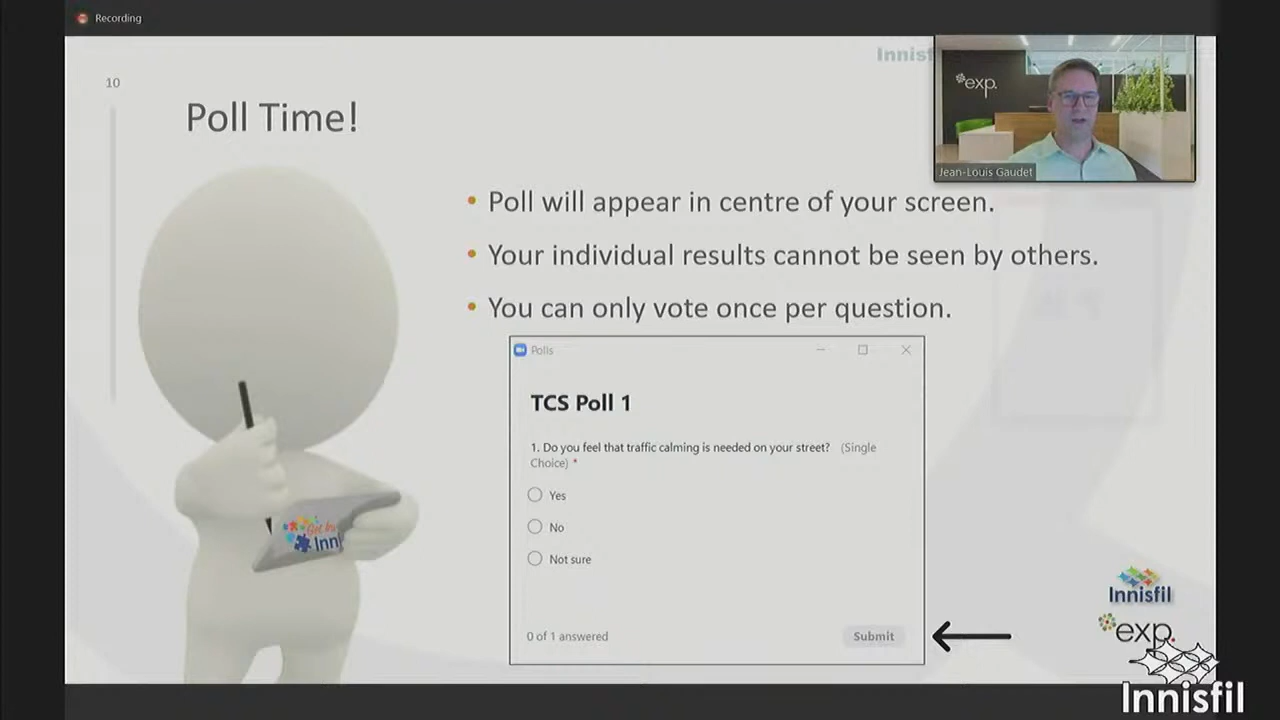 Recording
Innisf
10
exp.
Poll Time!
Jean-Louis Gaudet
• Poll will appear in centre of your screen.
• Your individual results cannot be seen by others.
• You can only vote once per question.
Polls
TCS Poll 1
1. Do you feel that traffic calming is needed on your street? (Single
Choice) *
Yes
No
Not sure
Inn
0 of 1 answered
Submit
Innisfil
exp.
Innisfil